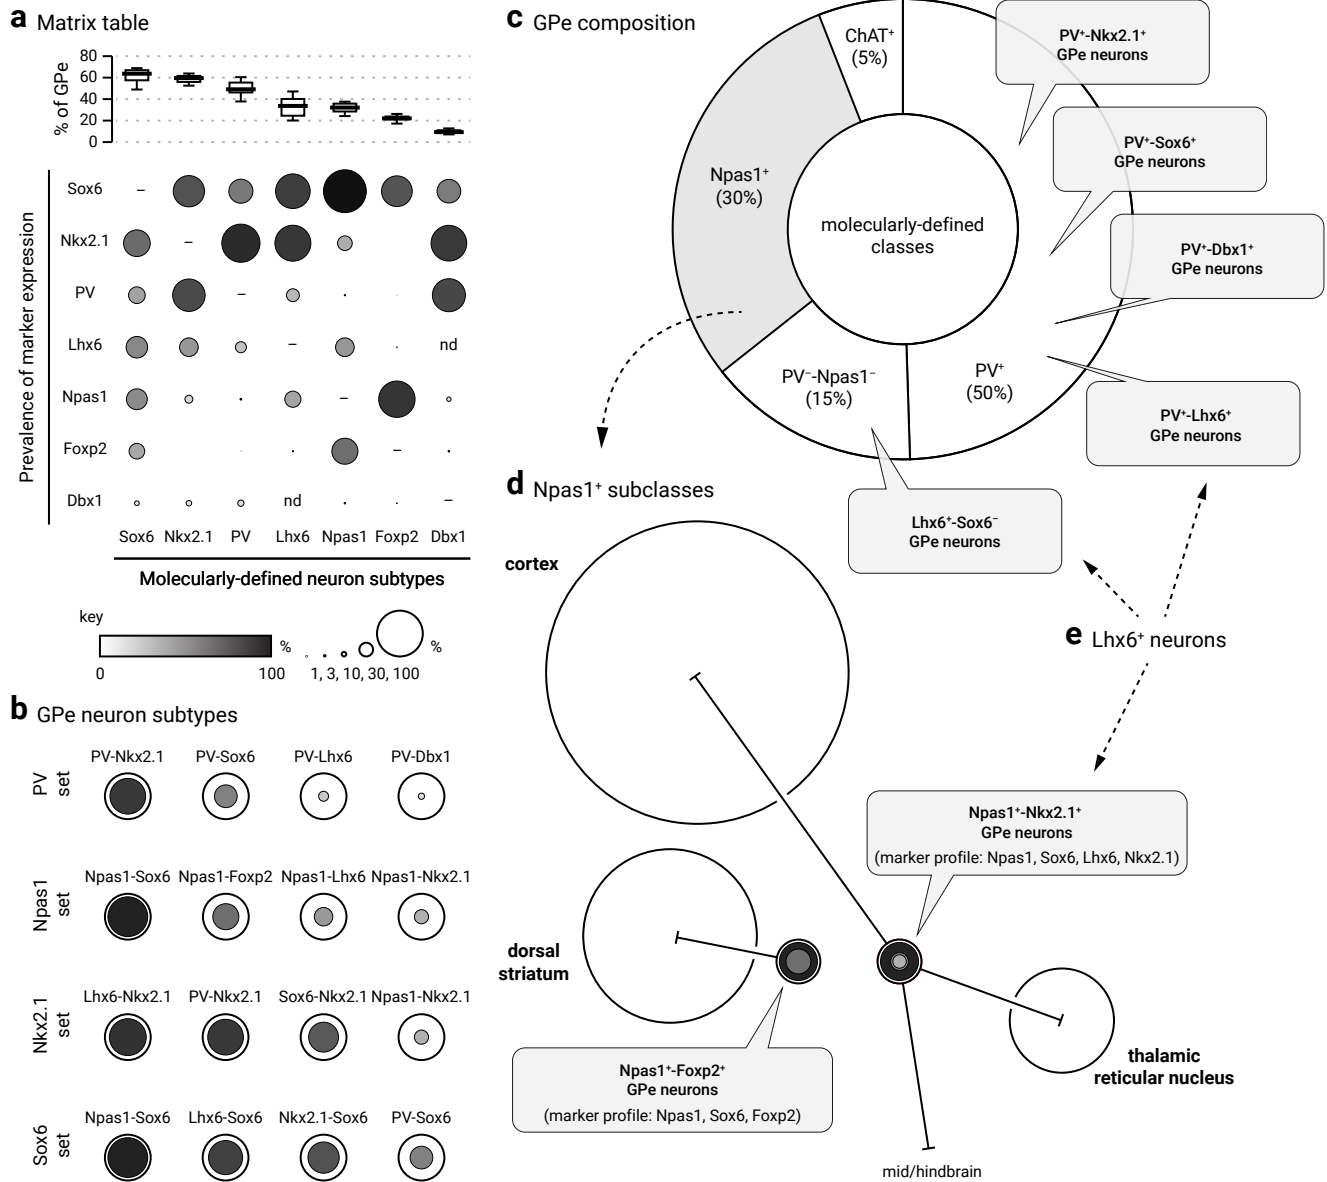 a Matrix table
% of GPe
80
60
40
20
0
Prevalence of marker expression
Sox6 –
Nkx2.1 –
PV –
Lhx6 – nd
Npas1 –
Foxp2 –
Dbx1 nd –
Sox6 Nkx2.1 PV Lhx6 Npas1 Foxp2 Dbx1
Molecularly-defined neuron subtypes
key
% %
0 100 1, 3, 10, 30, 100
b GPe neuron subtypes
PV
set
PV-Nkx2.1 PV-Sox6 PV-Lhx6 PV-Dbx1
Npas1
set
Npas1-Sox6 Npas1-Foxp2 Npas1-Lhx6 Npas1-Nkx2.1
Nkx2.1
set
Lhx6-Nkx2.1 PV-Nkx2.1 Sox6-Nkx2.1 Npas1-Nkx2.1
Sox6
set
Npas1-Sox6 Lhx6-Sox6 Nkx2.1-Sox6 PV-Sox6
c GPe composition
ChAT⁺
(5%)
Npas1⁺
(30%)
molecularly-defined
classes
PV⁻-Npas1⁻
(15%)
PV⁺
(50%)
PV⁺-Nkx2.1⁺
GPe neurons
PV⁺-Sox6⁺
GPe neurons
PV⁺-Dbx1⁺
GPe neurons
PV⁺-Lhx6⁺
GPe neurons
Lhx6⁺-Sox6⁻
GPe neurons
d Npas1⁺ subclasses
cortex
dorsal
striatum
Npas1⁺-Foxp2⁺
GPe neurons
(marker profile: Npas1, Sox6, Foxp2)
e Lhx6⁺ neurons
Npas1⁺-Nkx2.1⁺
GPe neurons
(marker profile: Npas1, Sox6, Lhx6, Nkx2.1)
thalamic
reticular nucleus
mid/hindbrain